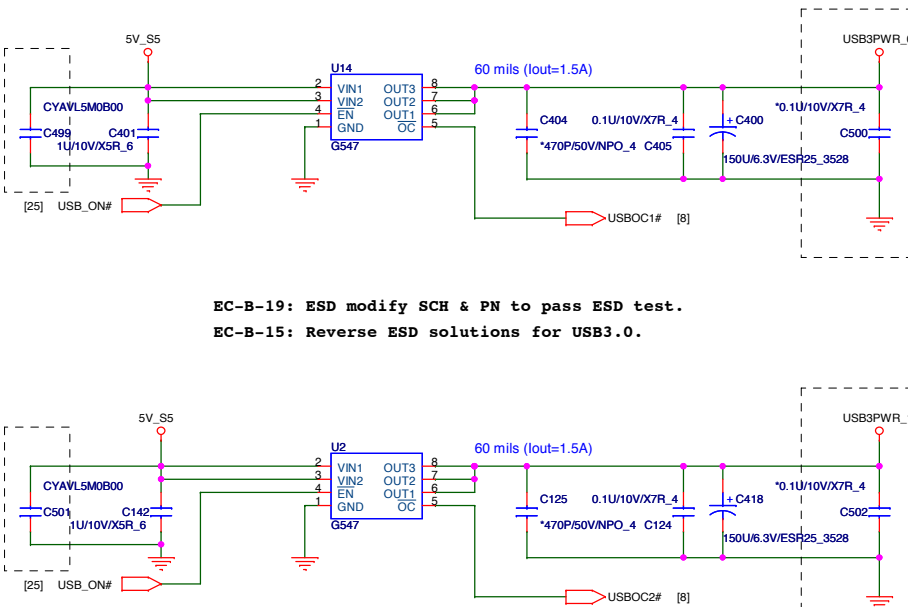 5V_S5
USB3PWR_
U14
60 mils (Iout=1.5A)
2 VIN1 OUT3 8
3 VIN2 OUT2 7
4 EN OUT1 6
1 GND OC 5
G547
CYAVL5M0B00
C499
C401
1U/10V/X5R_6
C404
0.1U/10V/X7R_4
*470P/50V/NPO_4
C405
+ C400
150U/6.3V/ESR25_3528
*0.1U/10V/X7R_4
C500
[25] USB_ON#
USBOC1# [8]
EC-B-19: ESD modify SCH & PN to pass ESD test.
EC-B-15: Reverse ESD solutions for USB3.0.
5V_S5
USB3PWR_
U2
60 mils (Iout=1.5A)
2 VIN1 OUT3 8
3 VIN2 OUT2 7
4 EN OUT1 6
1 GND OC 5
G547
CYAVL5M0B00
C501
C142
1U/10V/X5R_6
C125
0.1U/10V/X7R_4
*470P/50V/NPO_4
C124
+ C418
150U/6.3V/ESR25_3528
*0.1U/10V/X7R_4
C502
[25] USB_ON#
USBOC2# [8]